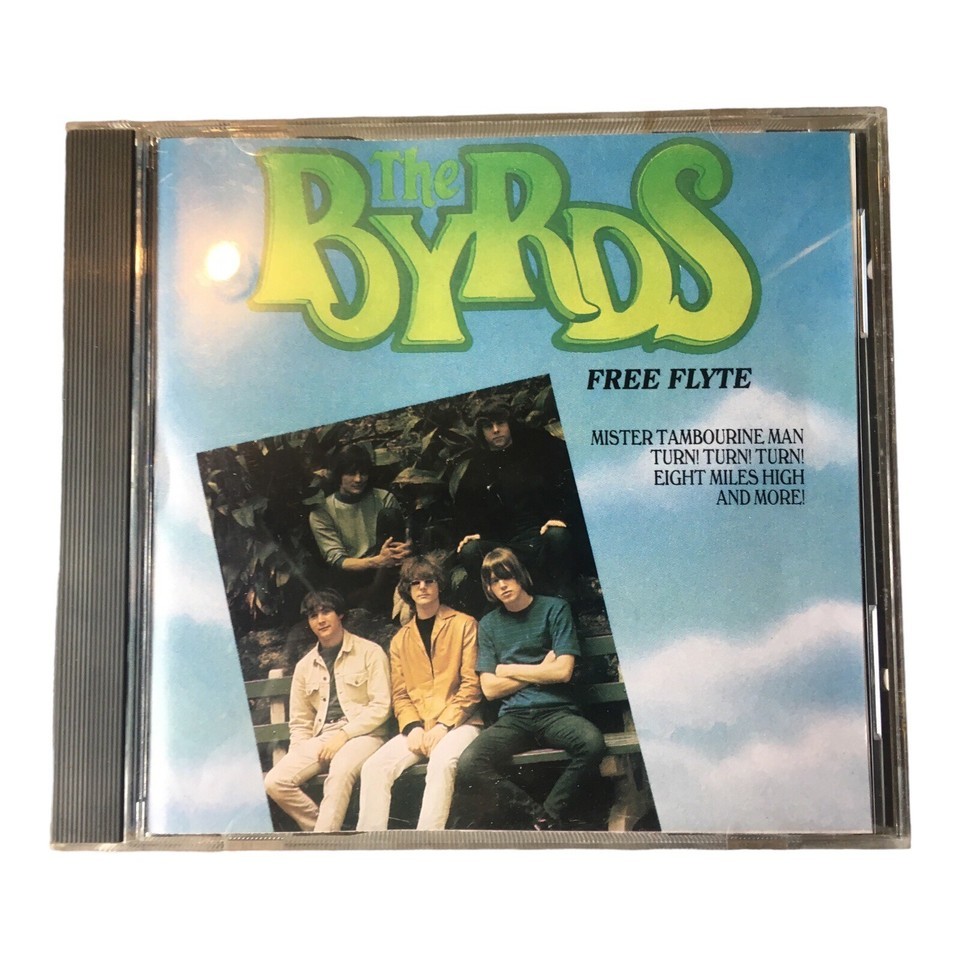 The
BYRDS
FREE FLYTE
MISTER TAMBOURINE MAN
TURN! TURN! TURN!
EIGHT MILES HIGH
AND MORE!